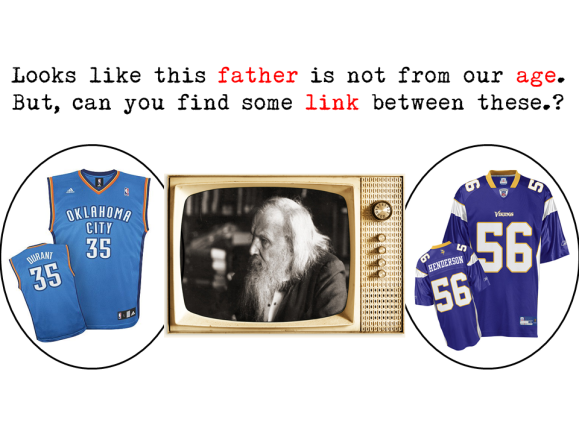 Looks like this father is not from our age.
But, can you find some link between these.?
OKLAHOMA
CITY
35
DURANT
35
VIKINGS
56
HENDERSON
56